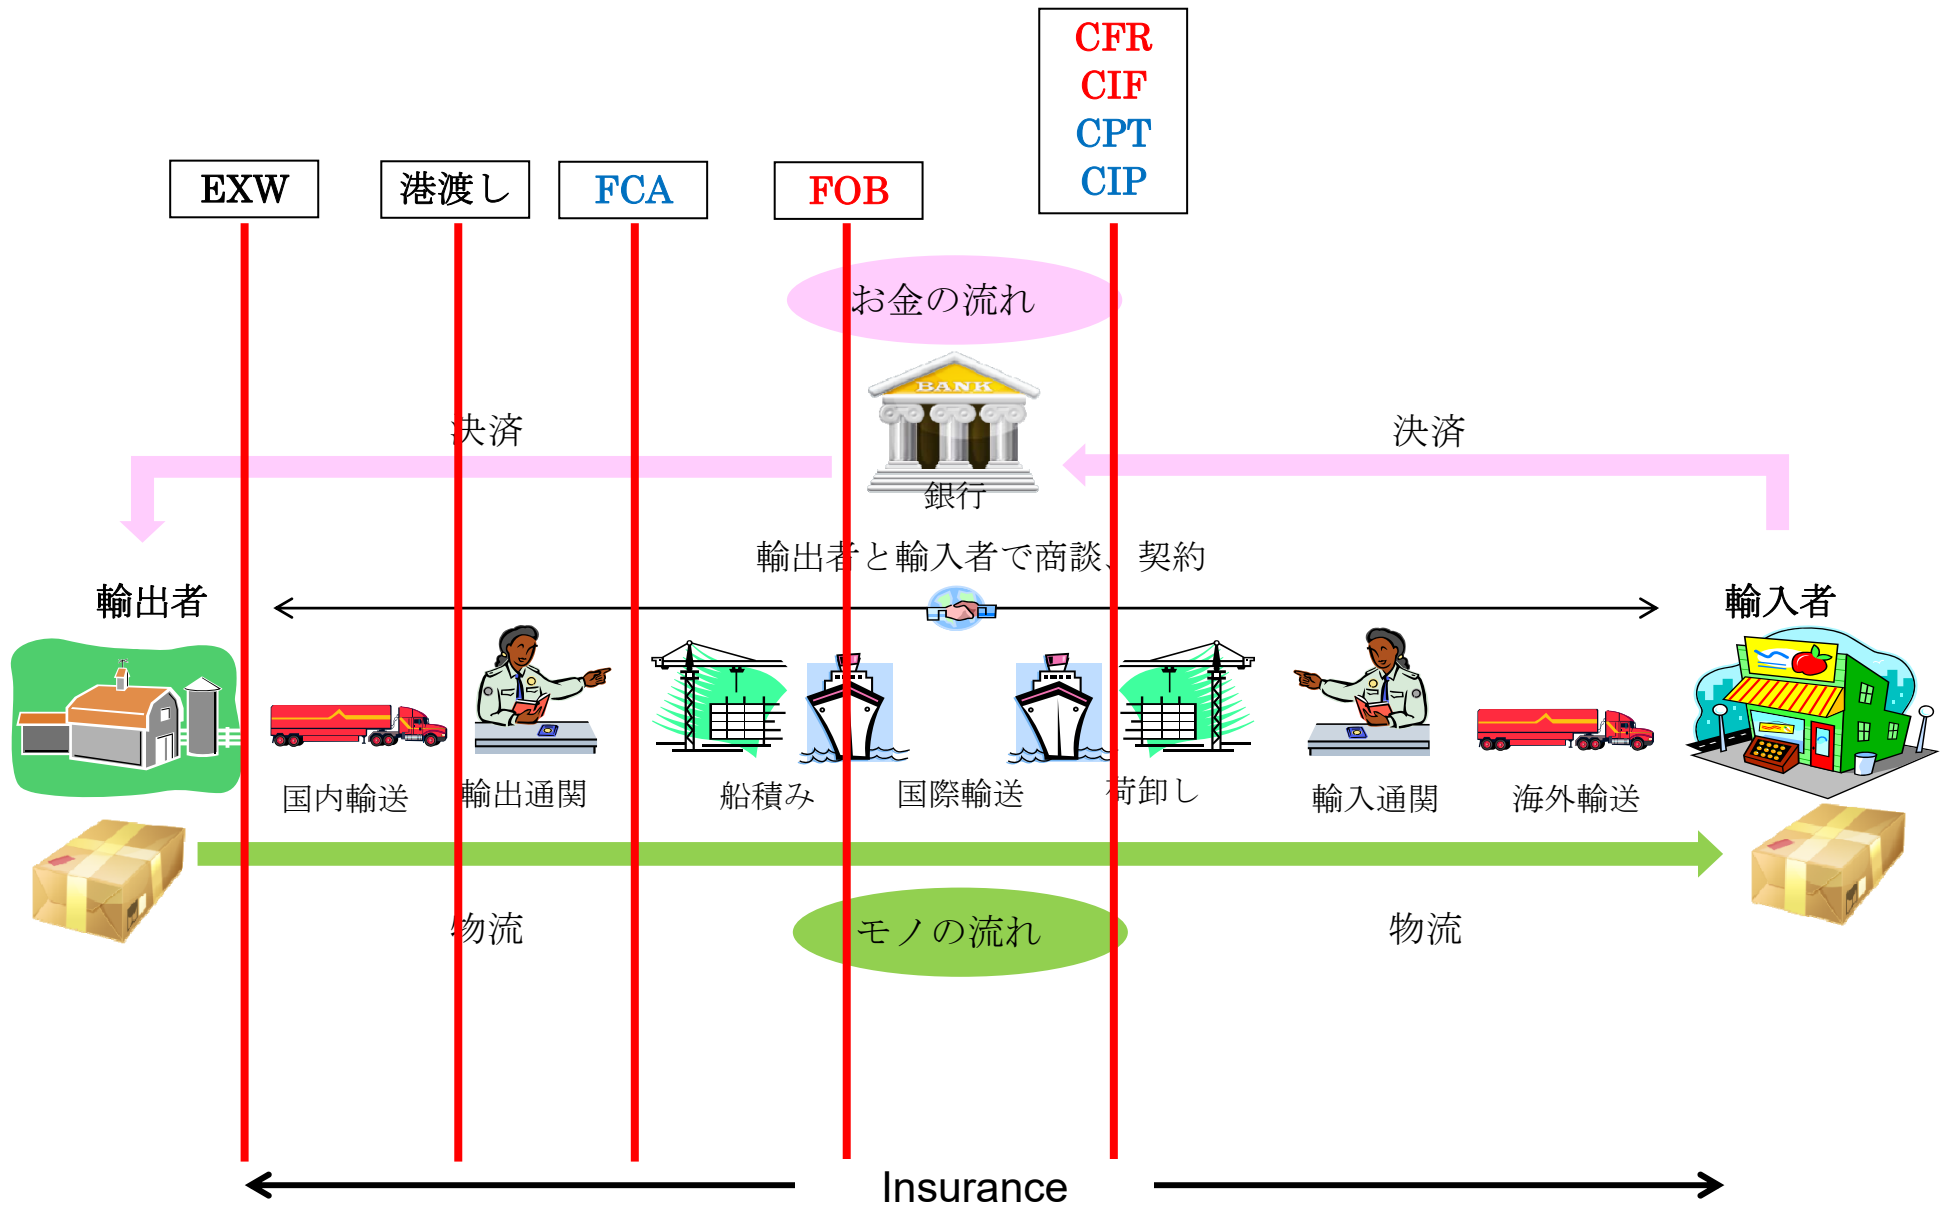 CFR
CIF
CPT
CIP
EXW
港渡し
FCA
FOB
お金の流れ
BANK
決済
決済
銀行
輸出者と輸入者で商談、契約
輸出者
輸入者
国内輸送
輸出通関
船積み
国際輸送
荷卸し
輸入通関
海外輸送
物流
モノの流れ
物流
Insurance